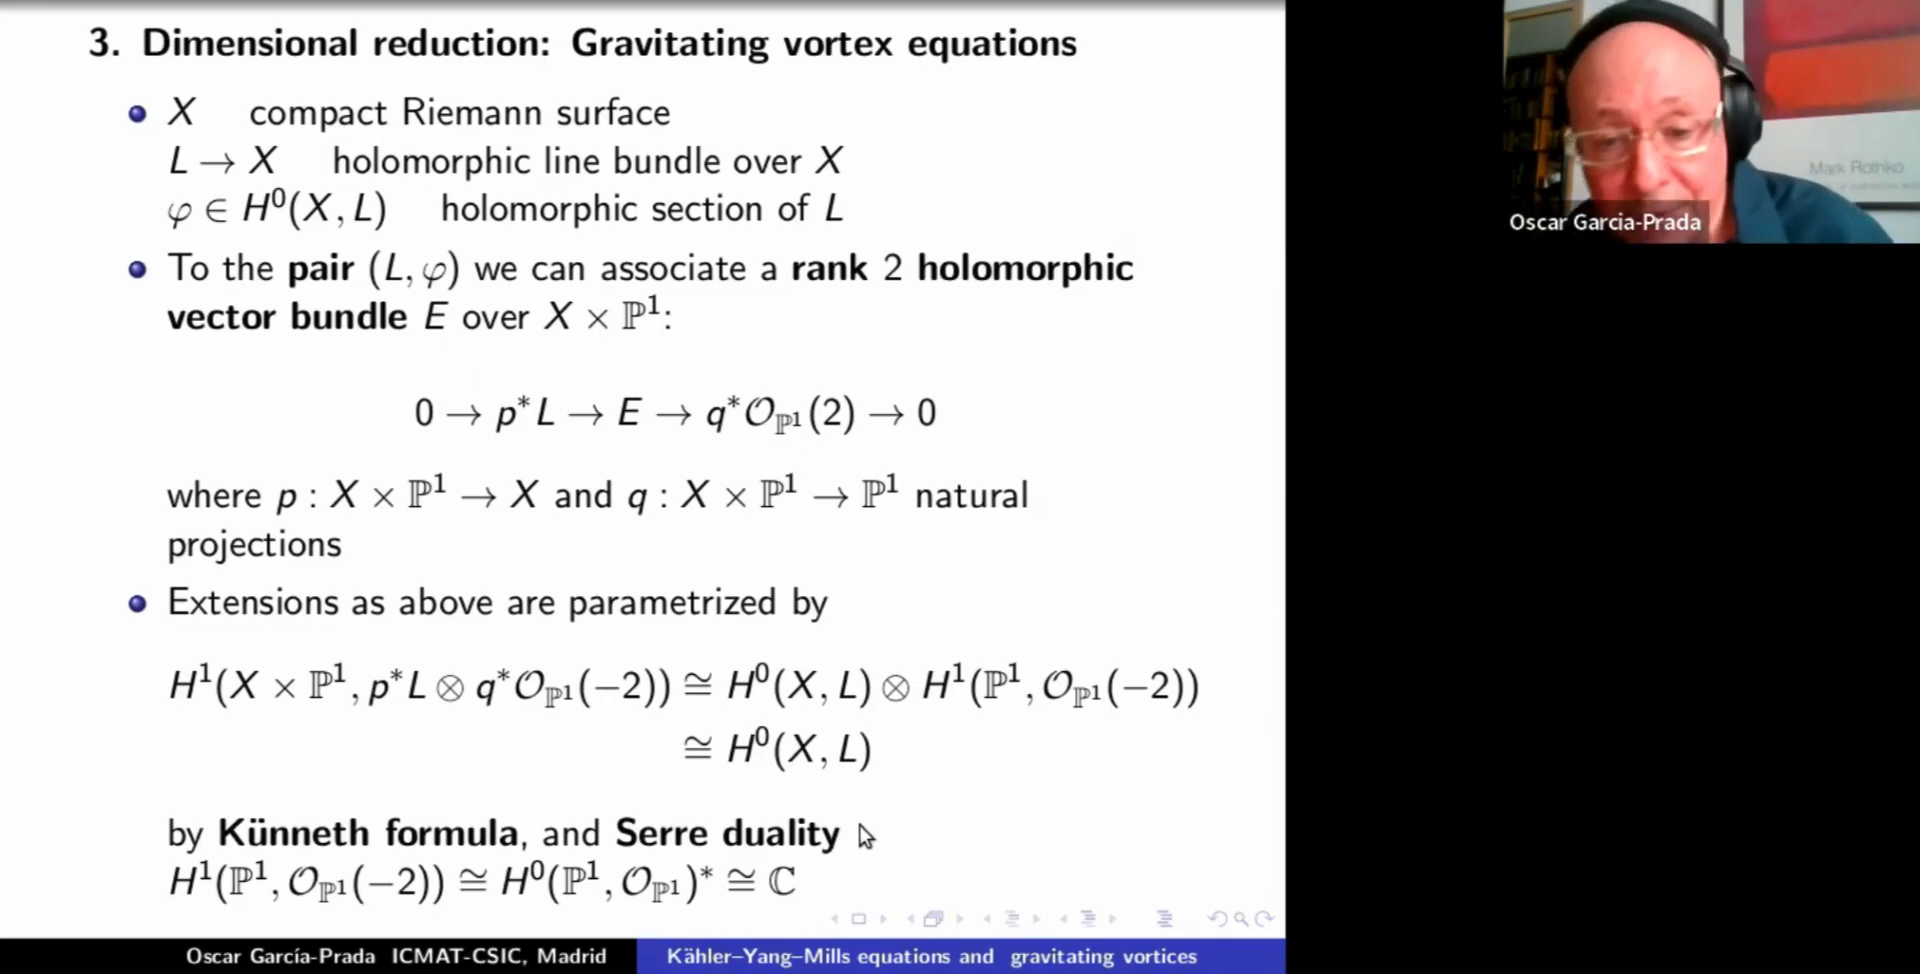 3. Dimensional reduction: Gravitating vortex equations
X compact Riemann surface
L → X holomorphic line bundle over X
φ ∈ H⁰(X, L) holomorphic section of L
To the pair (L, φ) we can associate a rank 2 holomorphic
vector bundle E over X × ℙ¹:
0 → p*L → E → q*𝒪_ℙ¹(2) → 0
where p : X × ℙ¹ → X and q : X × ℙ¹ → ℙ¹ natural
projections
Extensions as above are parametrized by
H¹(X × ℙ¹, p*L ⊗ q*𝒪_ℙ¹(−2)) ≅ H⁰(X, L) ⊗ H¹(ℙ¹, 𝒪_ℙ¹(−2))
≅ H⁰(X, L)
by Künneth formula, and Serre duality
H¹(ℙ¹, 𝒪_ℙ¹(−2)) ≅ H⁰(ℙ¹, 𝒪_ℙ¹)* ≅ ℂ
Oscar García-Prada ICMAT-CSIC, Madrid
Kähler–Yang–Mills equations and gravitating vortices
Mark Rothko
Oscar Garcia-Prada